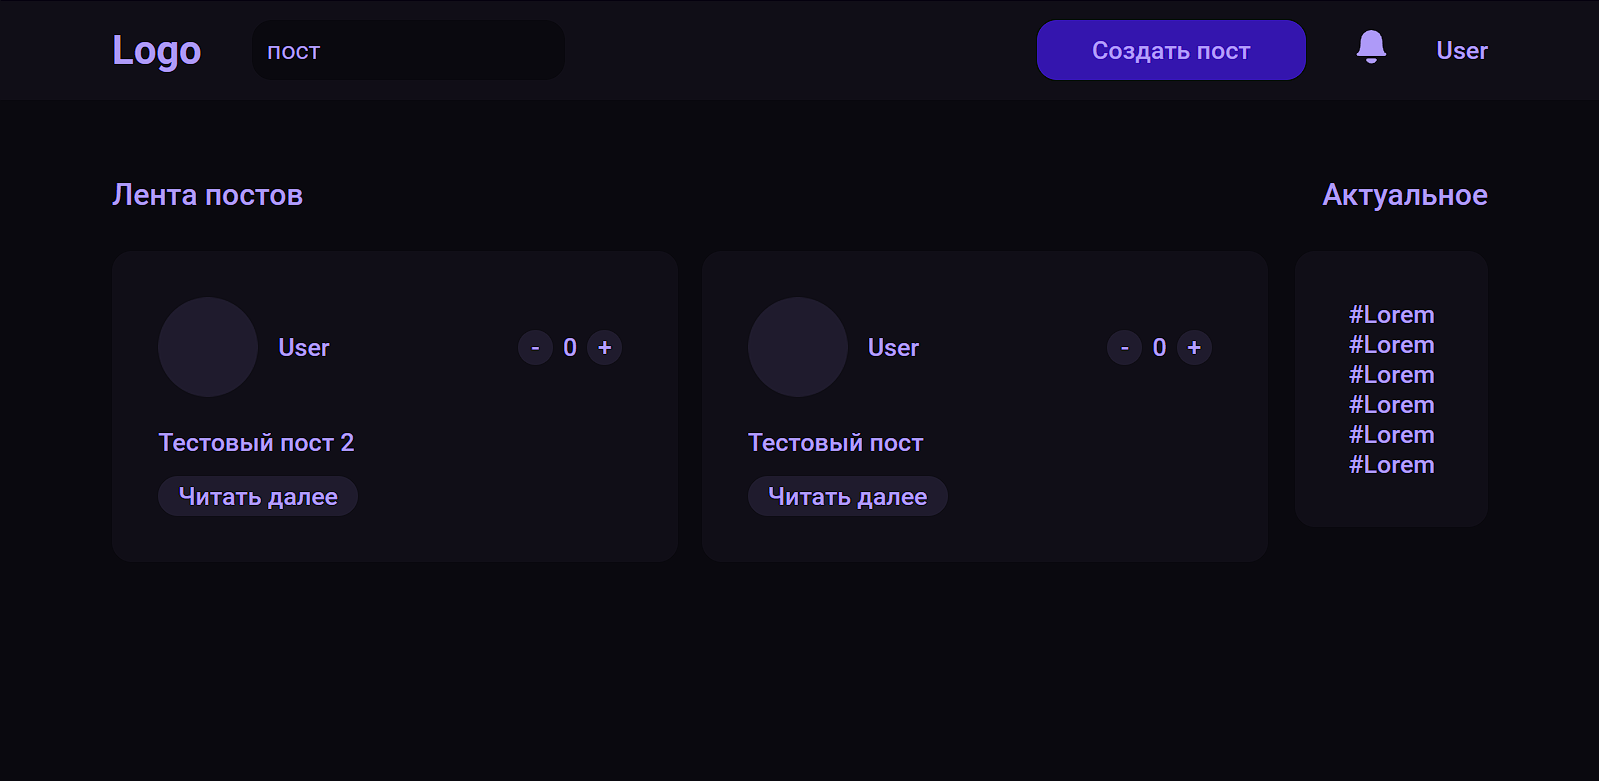 Logo
пост
Создать пост
User
Лента постов
Актуальное
User
- 0 +
Тестовый пост 2
Читать далее
User
- 0 +
Тестовый пост
Читать далее
#Lorem
#Lorem
#Lorem
#Lorem
#Lorem
#Lorem